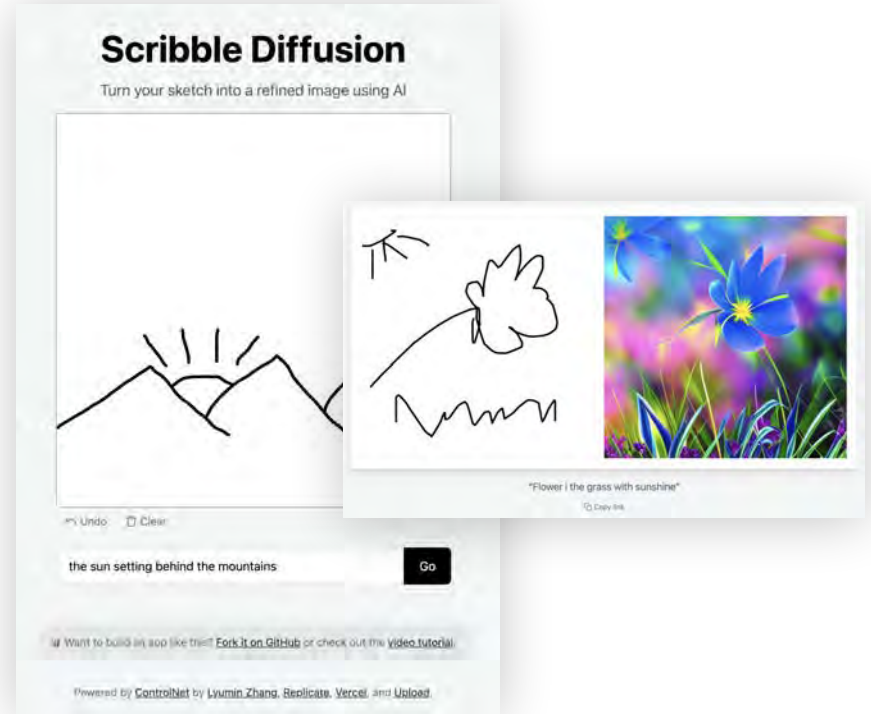 Scribble Diffusion
Turn your sketch into a refined image using AI
Undo Clear
the sun setting behind the mountains Go
Want to build an app like this? Fork it on GitHub or check out the video tutorial.
Powered by ControlNet by Lyumin Zhang, Replicate, Vercel, and Upload.
"Flower i the grass with sunshine"
Copy link